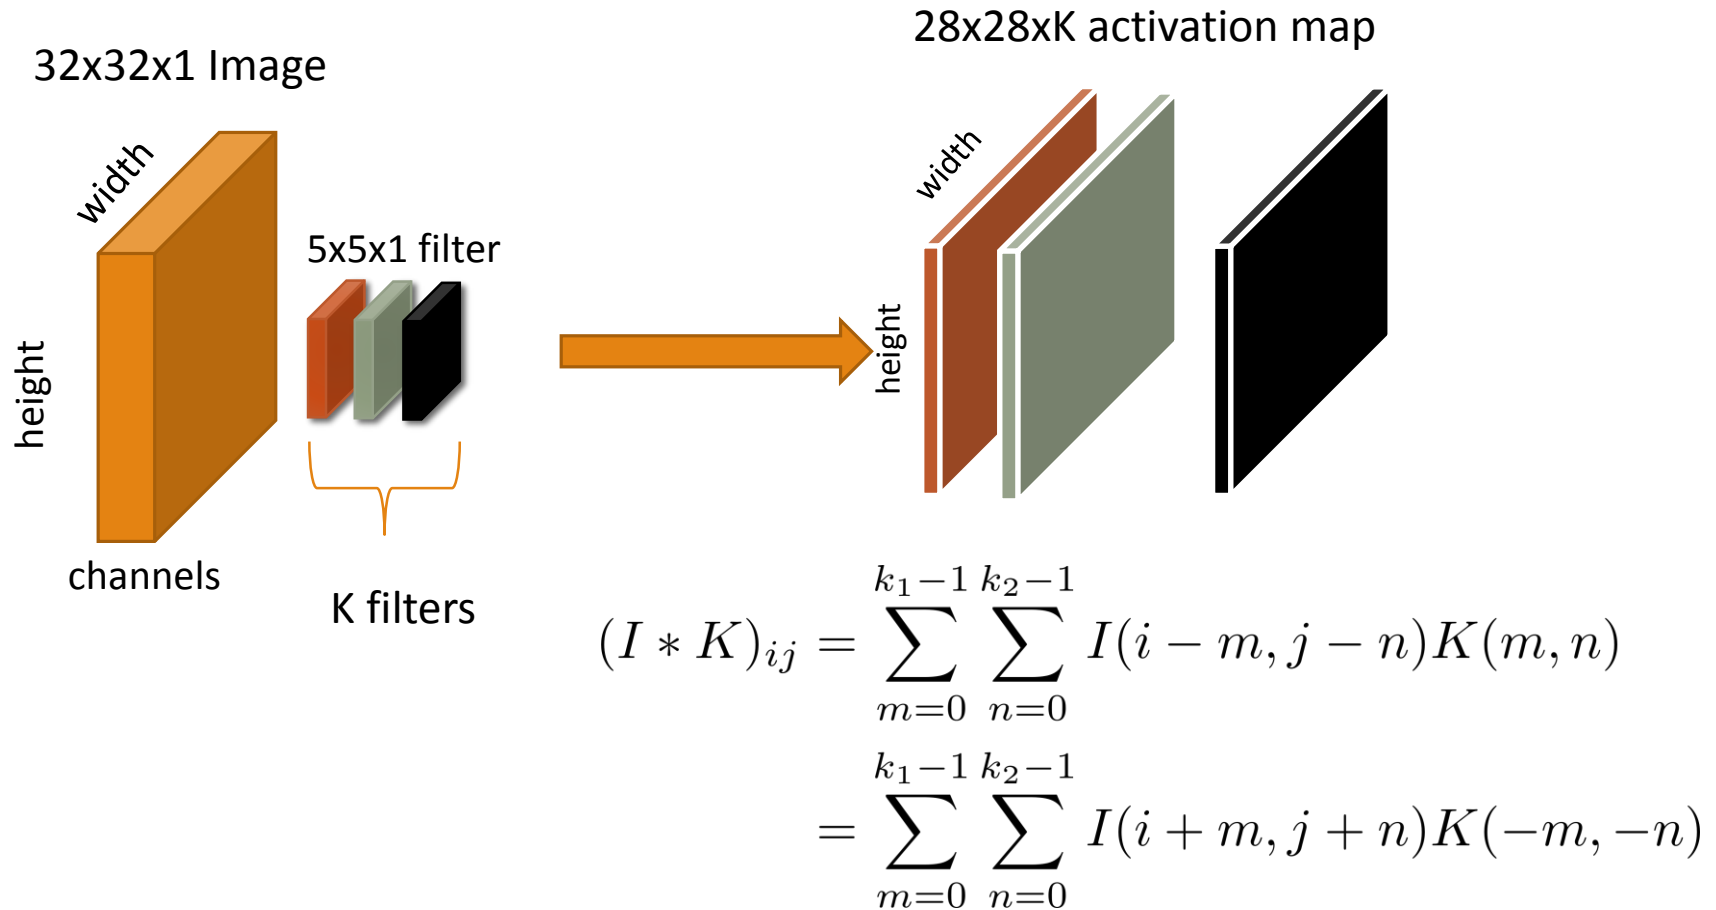 32x32x1 Image
width
height
channels
5x5x1 filter
K filters
28x28xK activation map
width
height
(I * K)_{ij} = \sum_{m=0}^{k_1-1} \sum_{n=0}^{k_2-1} I(i - m, j - n)K(m, n)
= \sum_{m=0}^{k_1-1} \sum_{n=0}^{k_2-1} I(i + m, j + n)K(-m, -n)